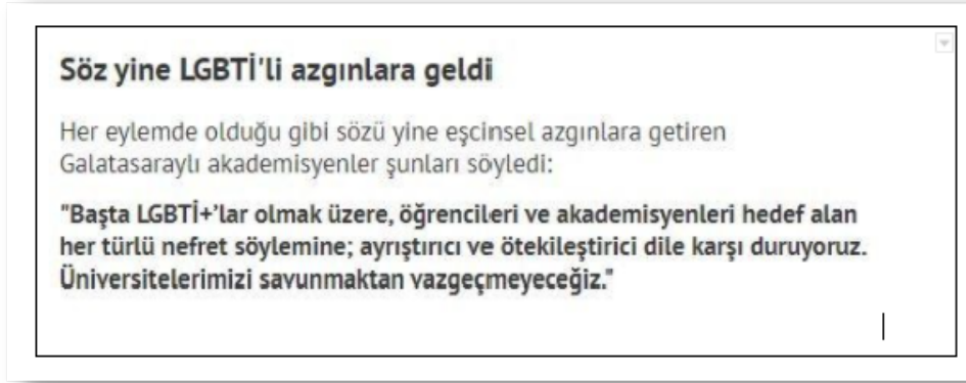 Söz yine LGBTİ'li azgınlara geldi
Her eylemde olduğu gibi sözü yine eşcinsel azgınlara getiren
Galatasaraylı akademisyenler şunları söyledi:
"Başta LGBTİ+’lar olmak üzere, öğrencileri ve akademisyenleri hedef alan
her türlü nefret söylemine; ayrıştırıcı ve ötekileştirici dile karşı duruyoruz.
Üniversitelerimizi savunmaktan vazgeçmeyeceğiz."